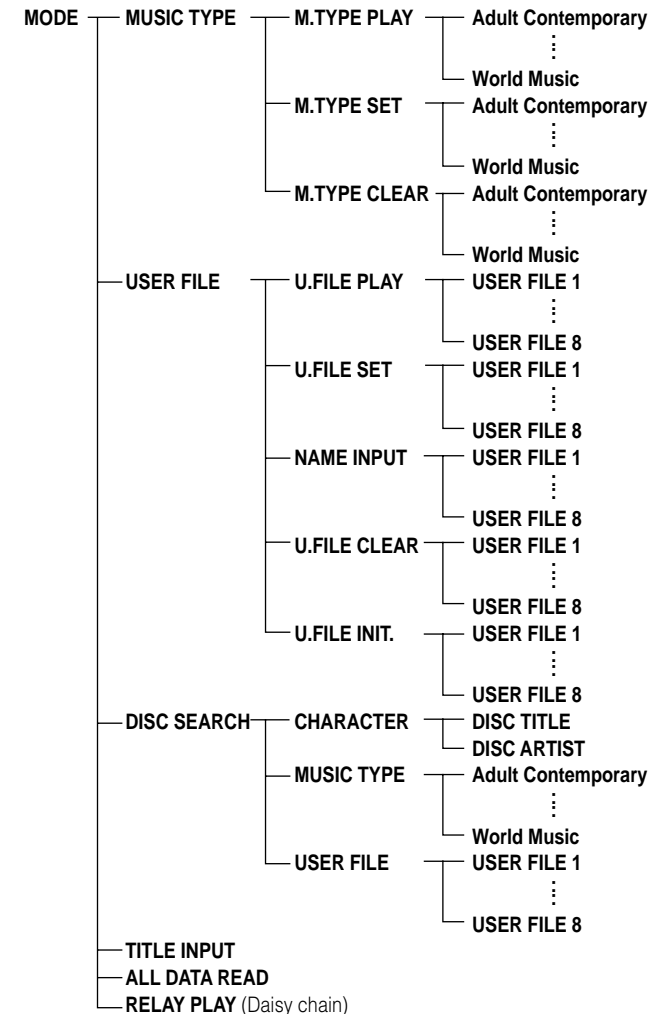 MODE MUSIC TYPE M.TYPE PLAY Adult Contemporary
World Music
M.TYPE SET Adult Contemporary
World Music
M.TYPE CLEAR Adult Contemporary
World Music
USER FILE U.FILE PLAY USER FILE 1
USER FILE 8
U.FILE SET USER FILE 1
USER FILE 8
NAME INPUT USER FILE 1
USER FILE 8
U.FILE CLEAR USER FILE 1
USER FILE 8
U.FILE INIT. USER FILE 1
USER FILE 8
DISC SEARCH CHARACTER DISC TITLE
DISC ARTIST
MUSIC TYPE Adult Contemporary
World Music
USER FILE USER FILE 1
USER FILE 8
TITLE INPUT
ALL DATA READ
RELAY PLAY (Daisy chain)